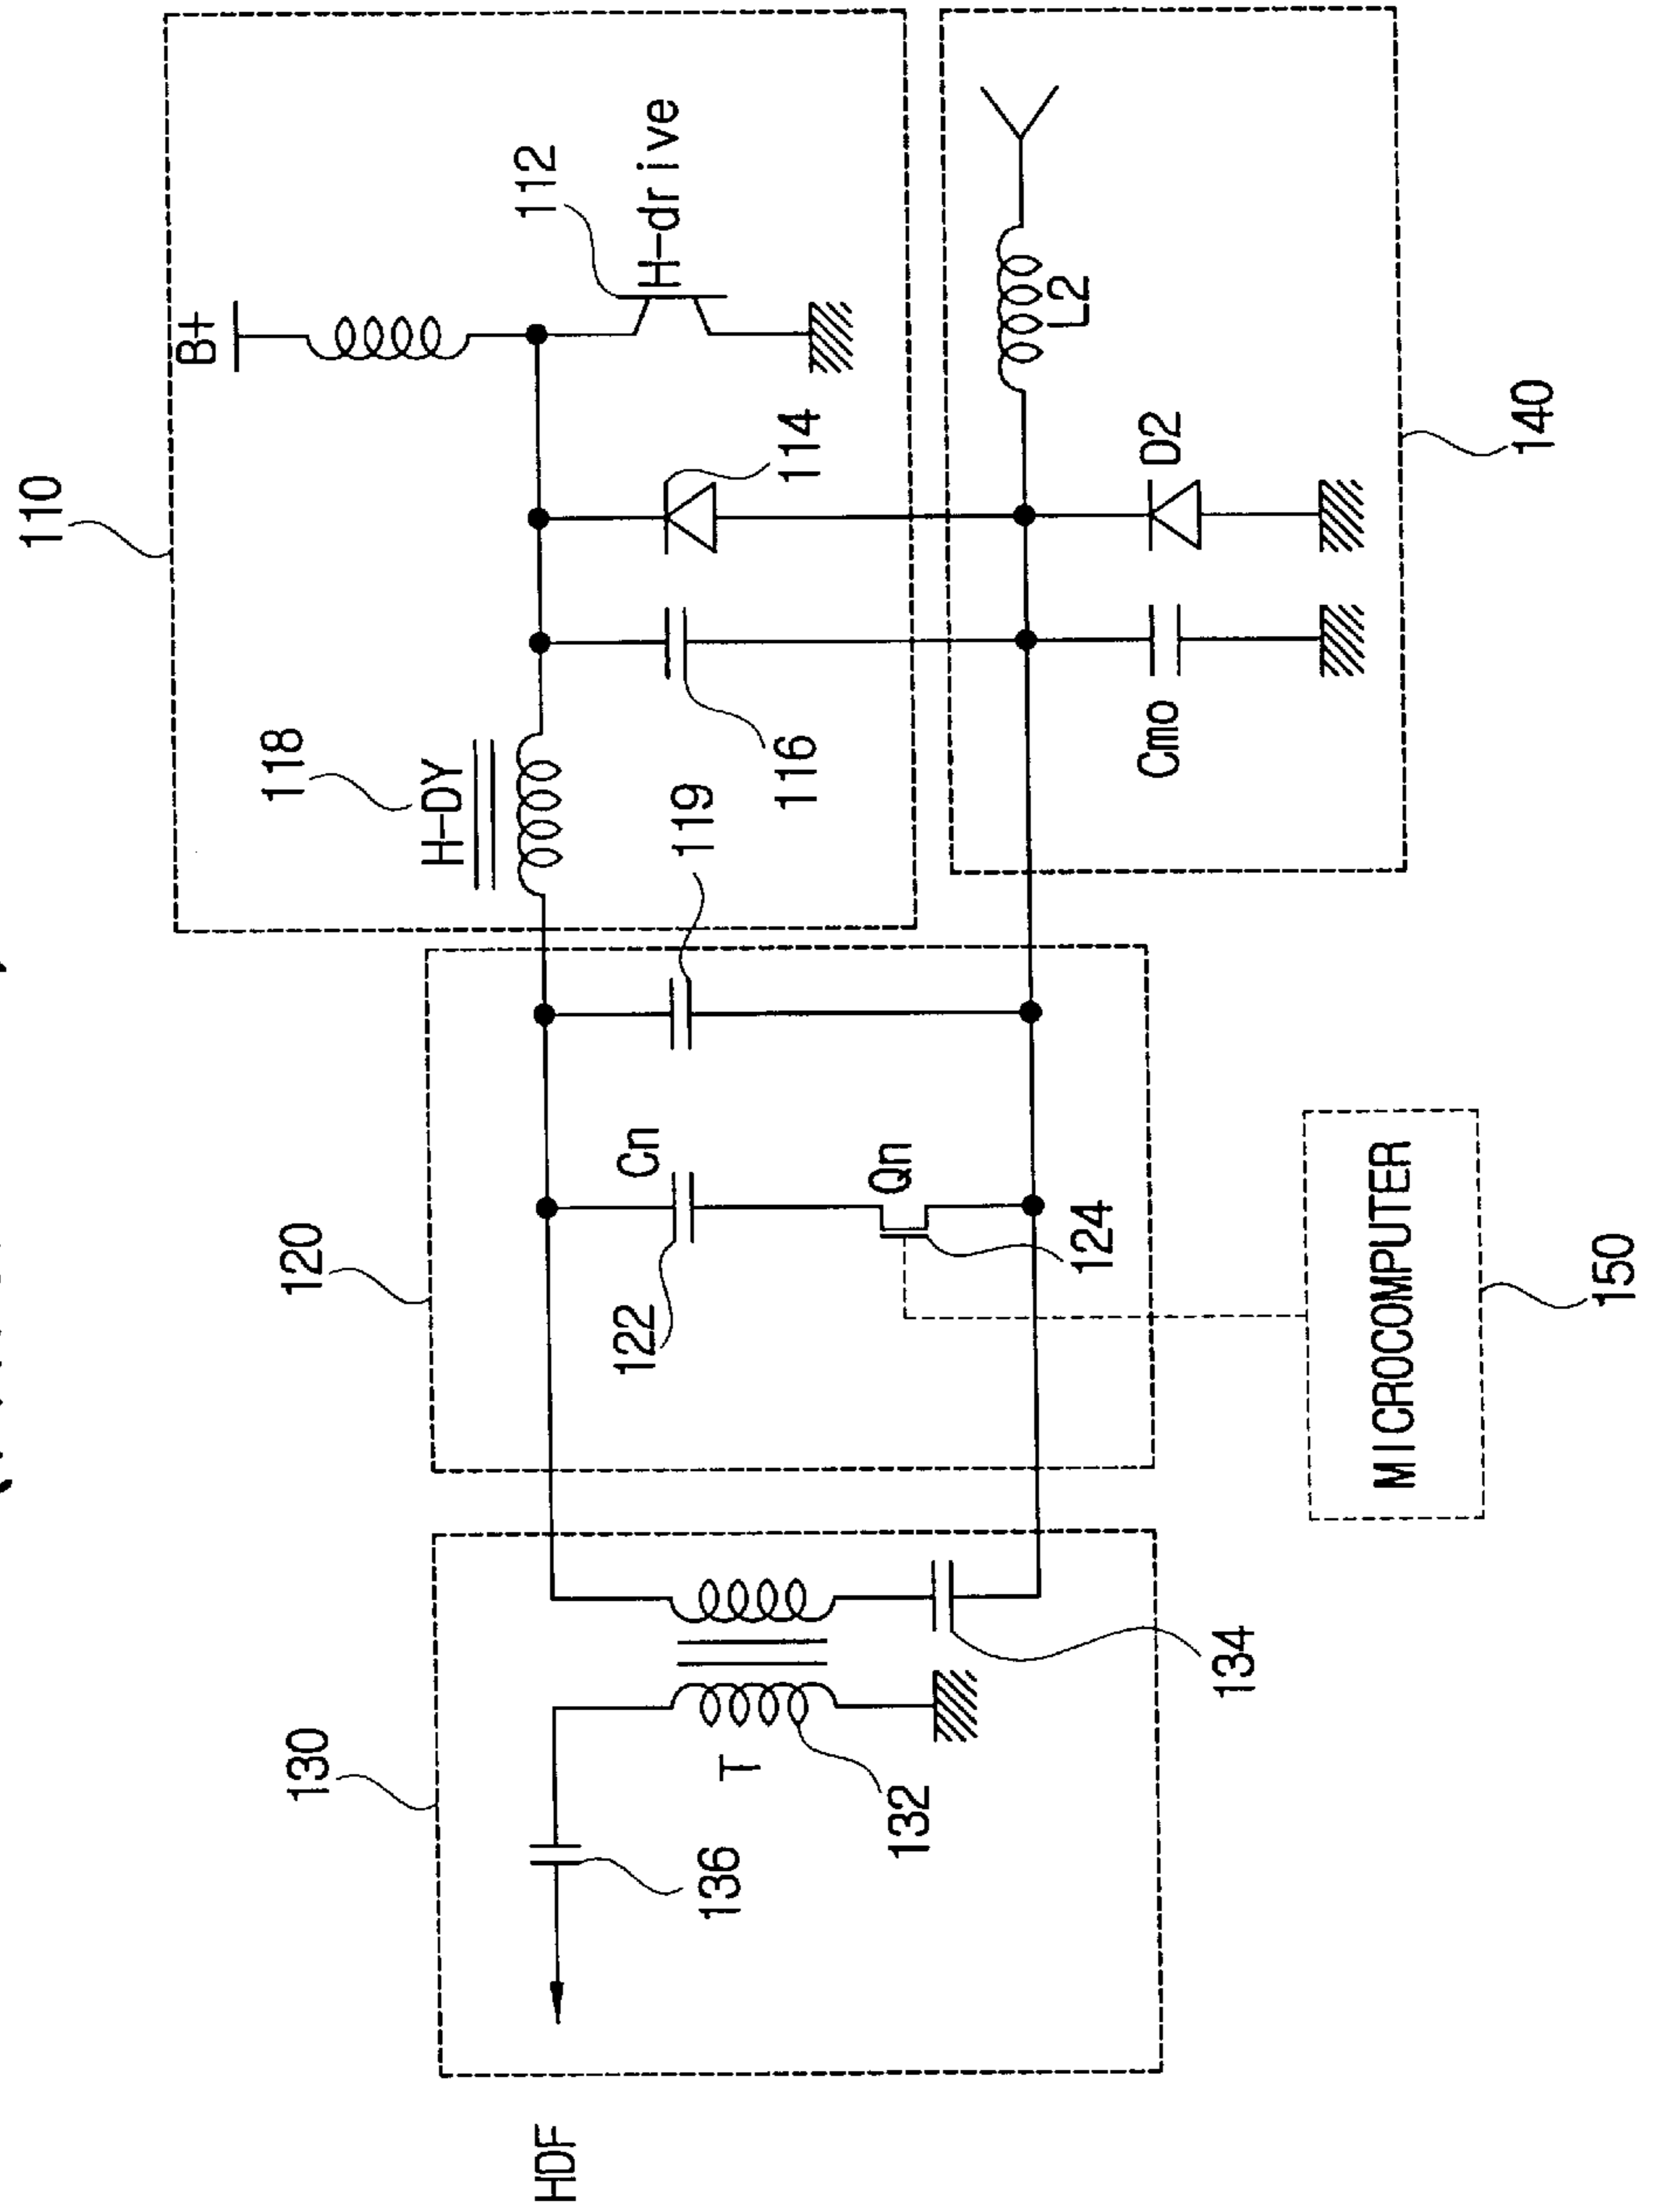 110
B+
112
H-drive
118
H-DY
114
116
119
L2
D2
Cmo
140
120
Cn
122
Qn
124
MICROCOMPUTER
150
130
T
132
134
136
HDF